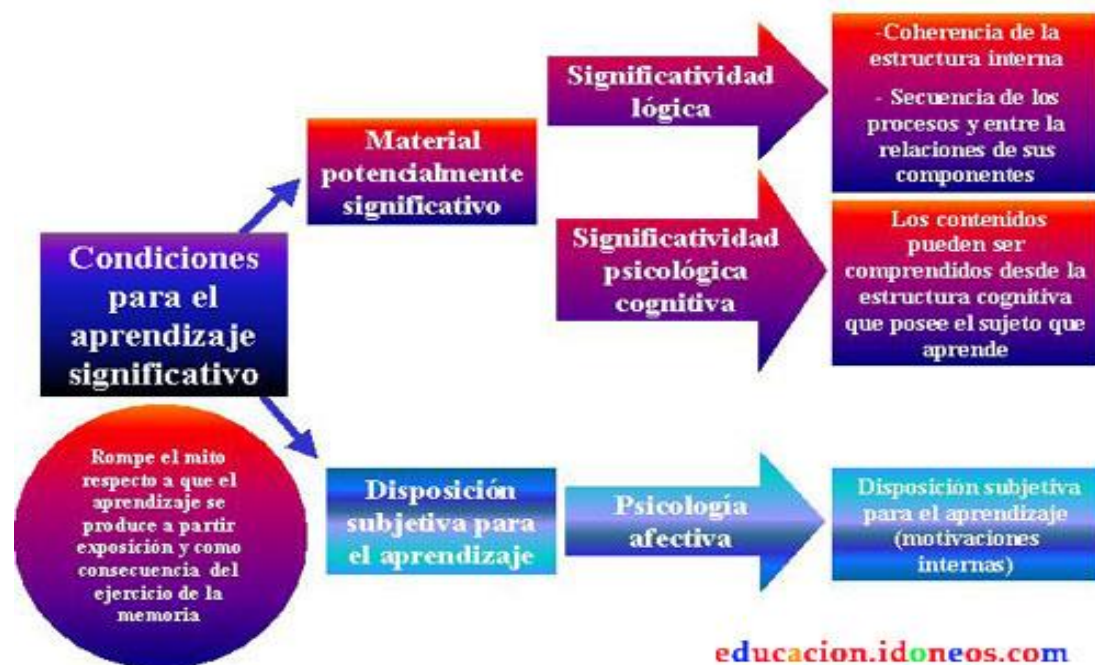 Condiciones
para el
aprendizaje
significativo
Rompe el mito
respecto a que el
aprendizaje se
produce a partir
exposición y como
consecuencia del
ejercicio de la
memoria
Material
potencialmente
significativo
Significatividad
lógica
-Coherencia de la
estructura interna
- Secuencia de los
procesos y entre la
relaciones de sus
componentes
Significatividad
psicológica
cognitiva
Los contenidos
pueden ser
comprendidos desde la
estructura cognitiva
que posee el sujeto que
aprende
Disposición
subjetiva para
el aprendizaje
Psicología
afectiva
Disposición subjetiva
para el aprendizaje
(motivaciones
internas)
educacion.idoneos.com